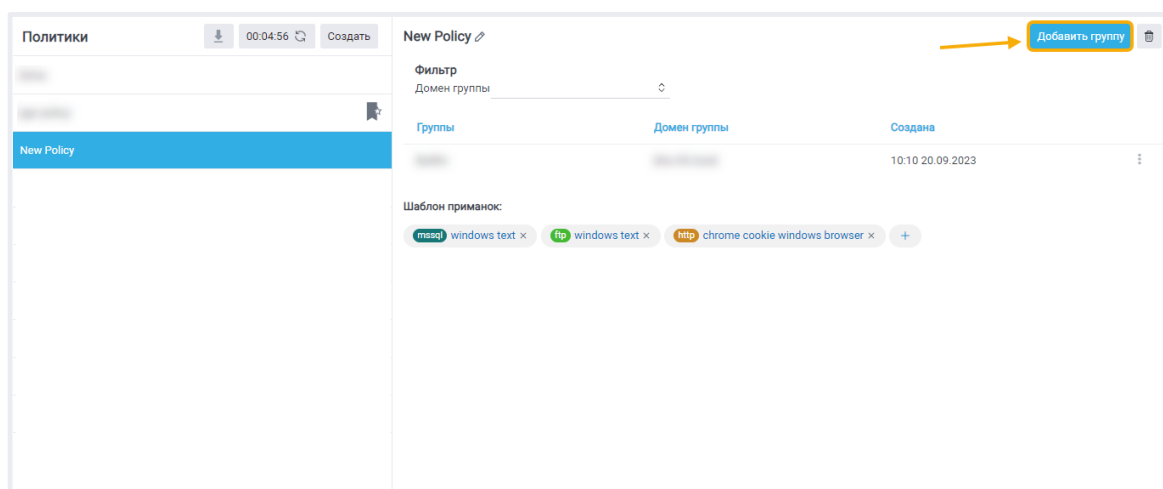 Политики
00:04:56
Создать
New Policy
New Policy
Добавить группу
Фильтр
Домен группы
Группы Домен группы Создана
10:10 20.09.2023
Шаблон приманок:
mssql windows text × ftp windows text × http chrome cookie windows browser × +